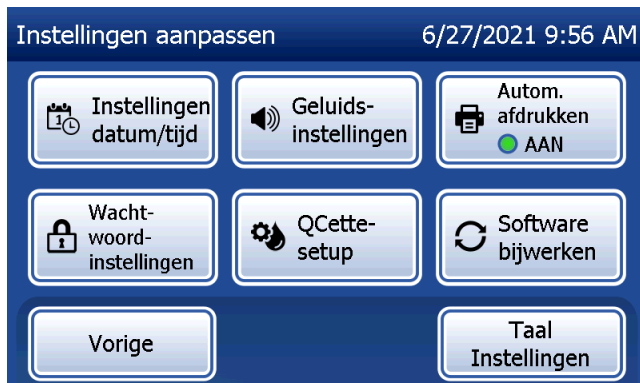 Instellingen aanpassen 6/27/2021 9:56 AM
Instellingen
datum/tijd
Geluids-
instellingen
Autom.
afdrukken
AAN
Wacht-
woord-
instellingen
QCette-
setup
Software
bijwerken
Vorige
Taal
Instellingen